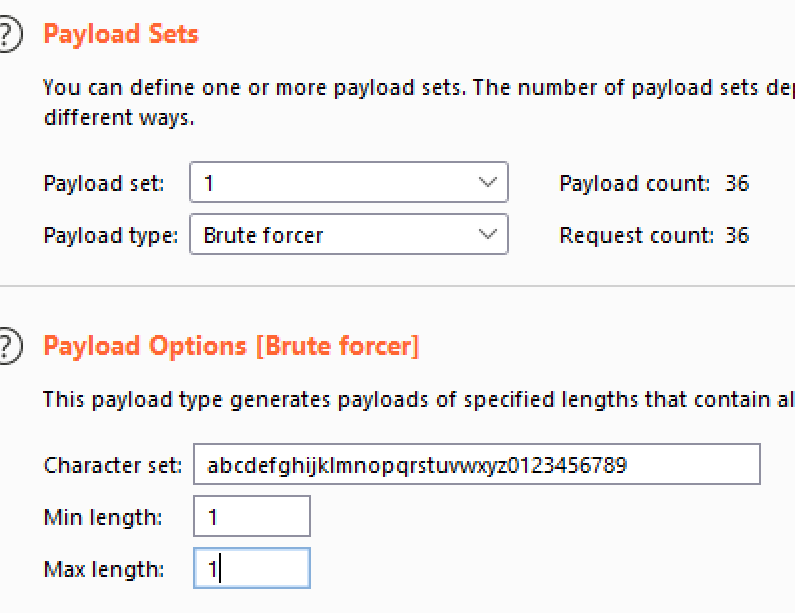 Payload Sets
You can define one or more payload sets. The number of payload sets
different ways.
Payload set: 1 Payload count: 36
Payload type: Brute forcer Request count: 36
Payload Options [Brute forcer]
This payload type generates payloads of specified lengths that contain
Character set: abcdefghijklmnopqrstuvwxyz0123456789
Min length: 1
Max length: 1